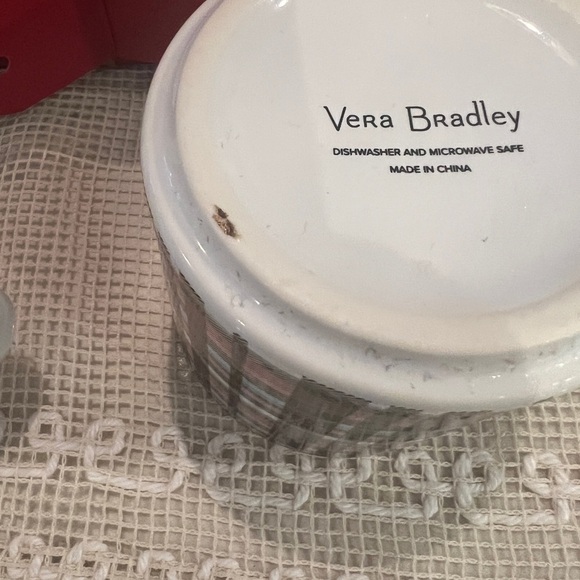 Vera Bradley
DISHWASHER AND MICROWAVE SAFE
MADE IN CHINA